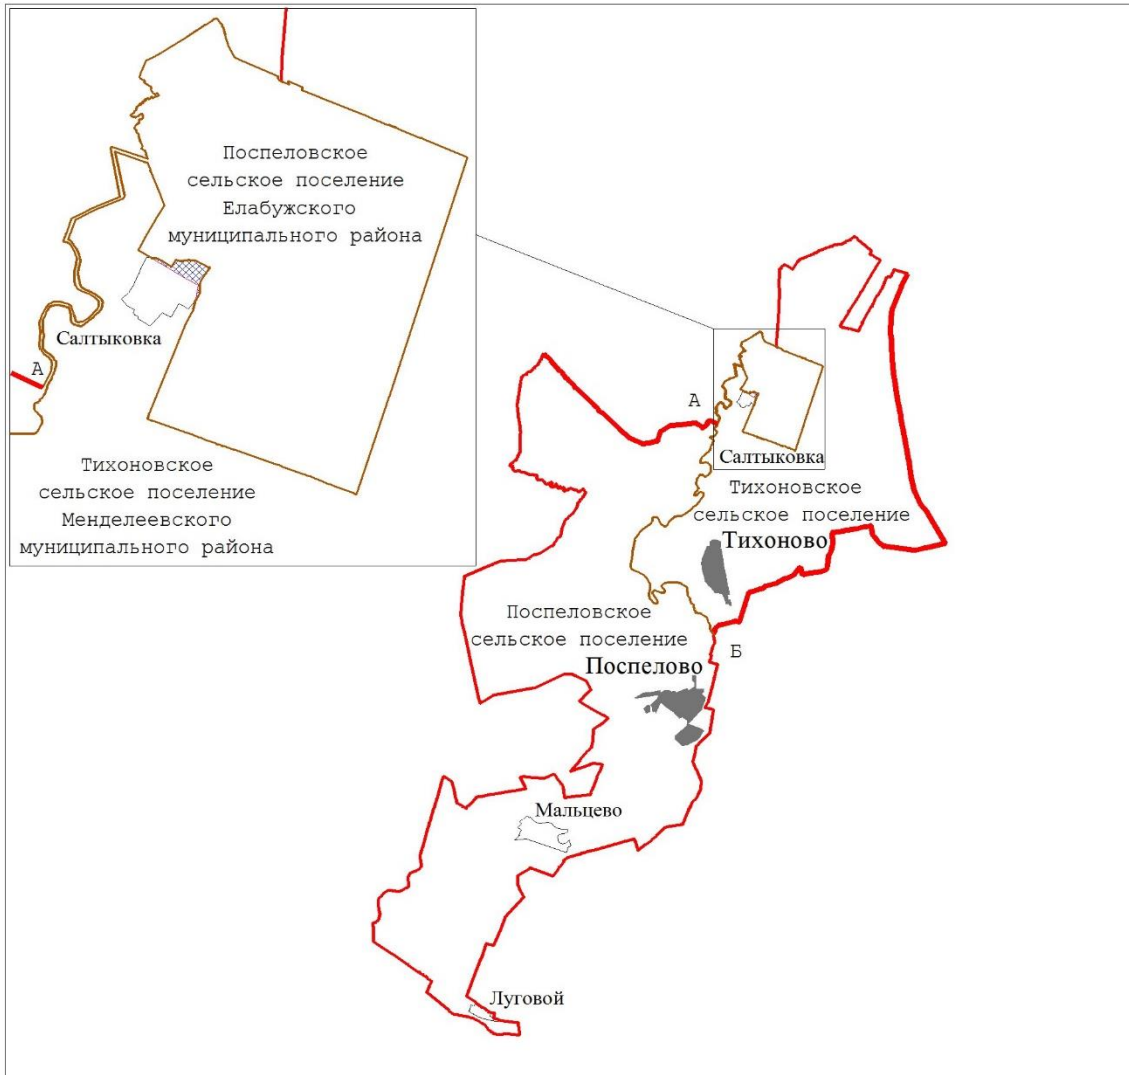 Поспеловское
сельское поселение
Елабужского
муниципального района
Салтыковка
А
Тихоновское
сельское поселение
Менделеевского
муниципального района
А
Салтыковка
Тихоновское
сельское поселение
Тихоново
Поспеловское
сельское поселение
Б
Поспелово
Мальцево
Луговой